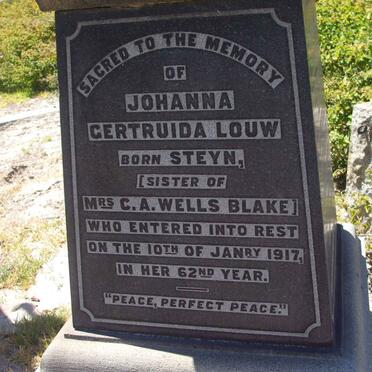 SACRED TO THE MEMORY
OF
JOHANNA
GERTRUIDA LOUW
BORN STEYN,
[SISTER OF
MRS C.A. WELLS BLAKE]
WHO ENTERED INTO REST
ON THE 10TH OF JANRY 1917,
IN HER 62ND YEAR.
"PEACE, PERFECT PEACE."